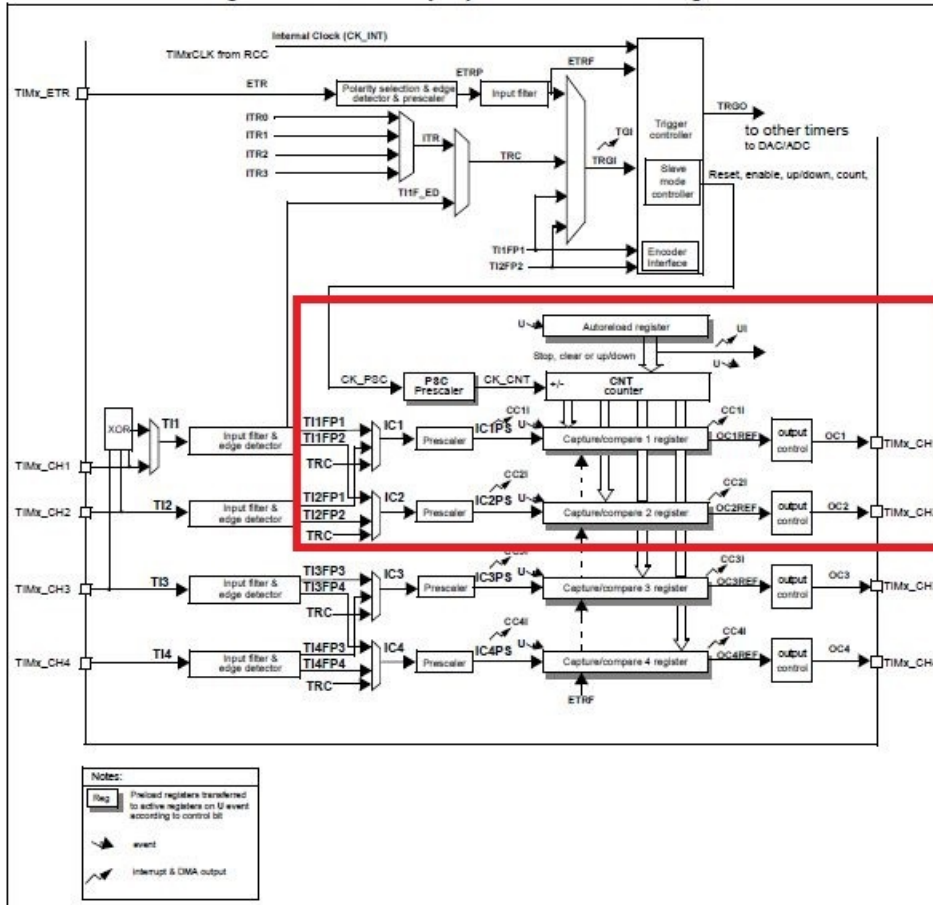 Internal Clock (CK_INT)
TIMxCLK from RCC
ETRF
ETRP
ETR
TIMx_ETR
Polarity selection & edge
detector & prescaler
Input filter
TRGO
to other timers
to DAC/ADC
Trigger
controller
ITR0
ITR1
ITR2
ITR3
ITR
TRC
TGI
TRGI
Slave
mode
controller
Reset, enable, up/down, count,
TI1F_ED
TI1FP1
TI2FP2
Encoder
Interface
U
Autoreload register
UI
Stop, clear or up/down
U
CK_PSC
PSC
Prescaler
CK_CNT
+/-
CNT
counter
XOR
TI1
Input filter &
edge detector
TI1FP1
TI1FP2
TRC
IC1
Prescaler
CC1I
IC1PS
U
Capture/compare 1 register
CC1I
OC1REF
output
control
OC1
TIMx_CH1
TIMx_CH2
TI2
Input filter &
edge detector
TI2FP1
TI2FP2
TRC
IC2
Prescaler
CC2I
IC2PS
U
Capture/compare 2 register
CC2I
OC2REF
output
control
OC2
TIMx_CH3
TI3
Input filter &
edge detector
TI3FP3
TI3FP4
TRC
IC3
Prescaler
IC3PS
U
Capture/compare 3 register
CC3I
OC3REF
output
control
OC3
TIMx_CH4
TI4
Input filter &
edge detector
TI4FP3
TI4FP4
TRC
IC4
Prescaler
CC4I
IC4PS
U
Capture/compare 4 register
CC4I
OC4REF
output
control
OC4
ETRF
Notes:
Reg
Preload registers transferred
to active registers on U event
according to control bit
event
interrupt & DMA output